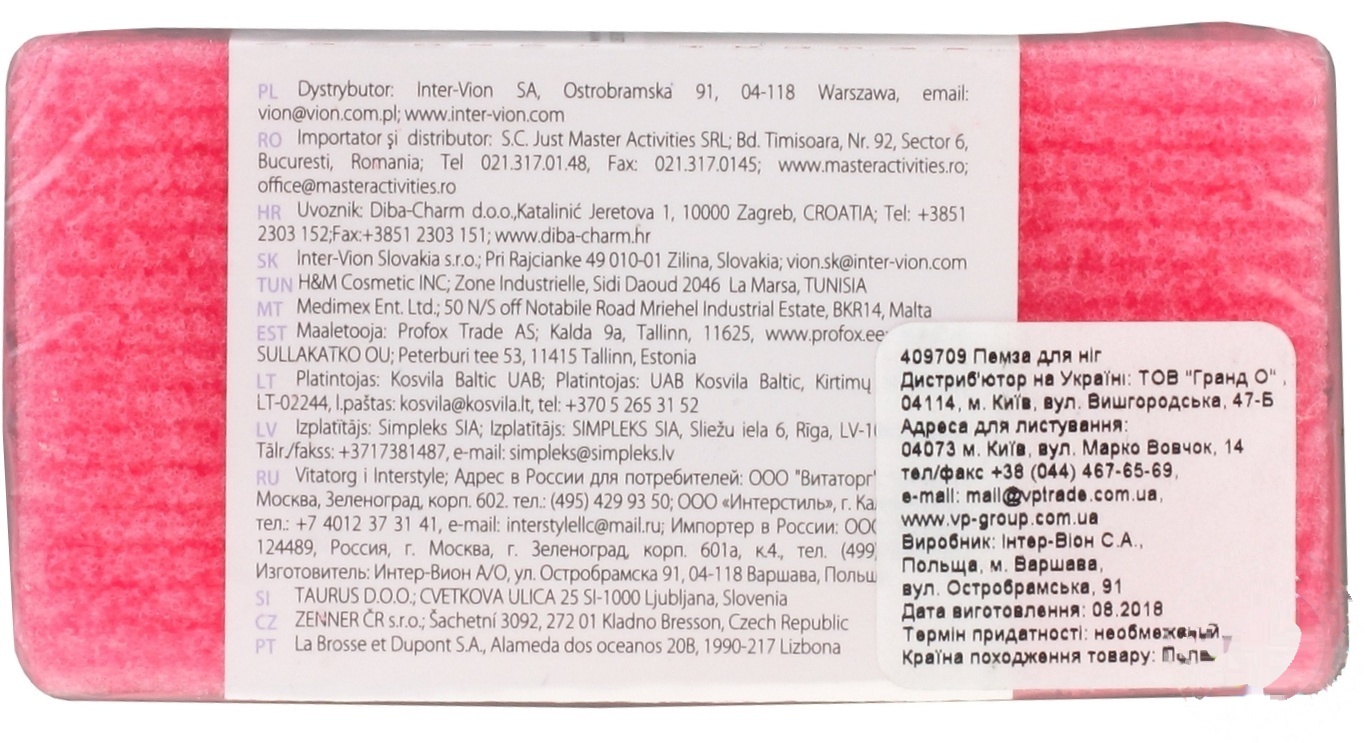 PL Dystrybutor: Inter-Vion SA, Ostrobramska 91, 04-118 Warszawa, email:
vion@vion.com.pl; www.inter-vion.com
RO Importator şi distribuitor: S.C. Just Master Activities SRL; Bd. Timisoara, Nr. 92, Sector 6,
Bucuresti, Romania; Tel 021.317.01.48, Fax: 021.317.0145; www.masteractivities.ro;
office@masteractivities.ro
HR Uvoznik: Diba-Charm d.o.o.,Katalinić Jeretova 1, 10000 Zagreb, CROATIA; Tel: +3851
2303 152;Fax:+3851 2303 151; www.diba-charm.hr
SK Inter-Vion Slovakia s.r.o.; Pri Rajcianke 49 010-01 Zilina, Slovakia; vion.sk@inter-vion.com
TUN H&M Cosmetic INC; Zone Industrielle, Sidi Daoud 2046 La Marsa, TUNISIA
MT Medimex Ent. Ltd.; 50 N/S off Notabile Road Mriehel Industrial Estate, BKR14, Malta
EST Maaletooja: Profox Trade AS; Kalda 9a, Tallinn, 11625, www.profox.ee
SULLAKATKO OU; Peterburi tee 53, 11415 Tallinn, Estonia
LT Platintojas: Kosvila Baltic UAB; Platintojas: UAB Kosvila Baltic, Kirtimų
LT-02244, l.paštas: kosvila@kosvila.lt, tel: +370 5 265 31 52
LV Izplatītājs: Simpleks SIA; Izplatītājs: SIMPLEKS SIA, Sliežu iela 6, Rīga,
Tālr./fakss: +3717381487, e-mail: simpleks@simpleks.lv
RU Vitatorg i Interstyle; Адрес в России для потребителей: ООО "Витаторг"
Москва, Зеленоград, корп. 602. тел.: (495) 429 93 50; ООО «Интерстиль», г.
тел.: +7 4012 37 31 41, e-mail: interstylellc@mail.ru; Импортер в России:
124489, Россия, г. Москва, г. Зеленоград, корп. 601а, к.4., тел. (499)
Изготовитель: Интер-Вион А/О, ул. Остробрамска 91, 04-118 Варшава,
SI TAURUS D.O.O.; CVETKOVA ULICA 25 SI-1000 Ljubljana, Slovenia
CZ ZENNER ČR s.r.o.; Šachetní 3092, 272 01 Kladno Bresson, Czech Republic
PT La Brosse et Dupont S.A., Alameda dos oceanos 20B, 1990-217 Lizbona
409709 Пемза для ніг
Дистриб'ютор на Україні: ТОВ "Гранд О" ,
04114, м. Київ, вул. Вишгородська, 47-Б
Адреса для листування:
04073 м. Київ, вул. Марко Вовчок, 14
тел/факс +38 (044) 467-65-69,
e-mail: mail@vptrade.com.ua,
www.vp-group.com.ua
Виробник: Інтер-Віон С.А.,
Польща, м. Варшава,
вул. Остробрамська, 91
Дата виготовлення: 08.2018
Термін придатності: необмежений,
Країна походження товару: